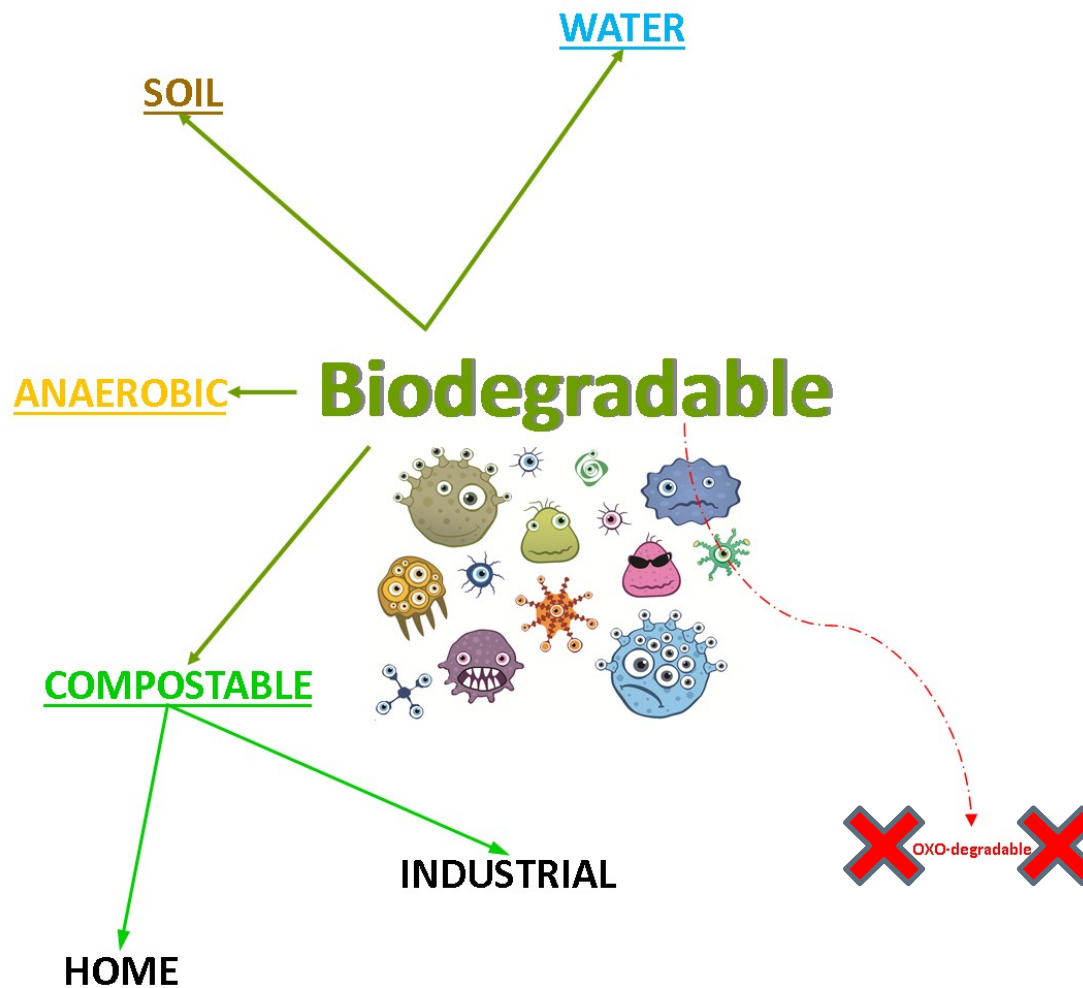 WATER
SOIL
Biodegradable
ANAEROBIC
COMPOSTABLE
OXO-degradable
INDUSTRIAL
HOME